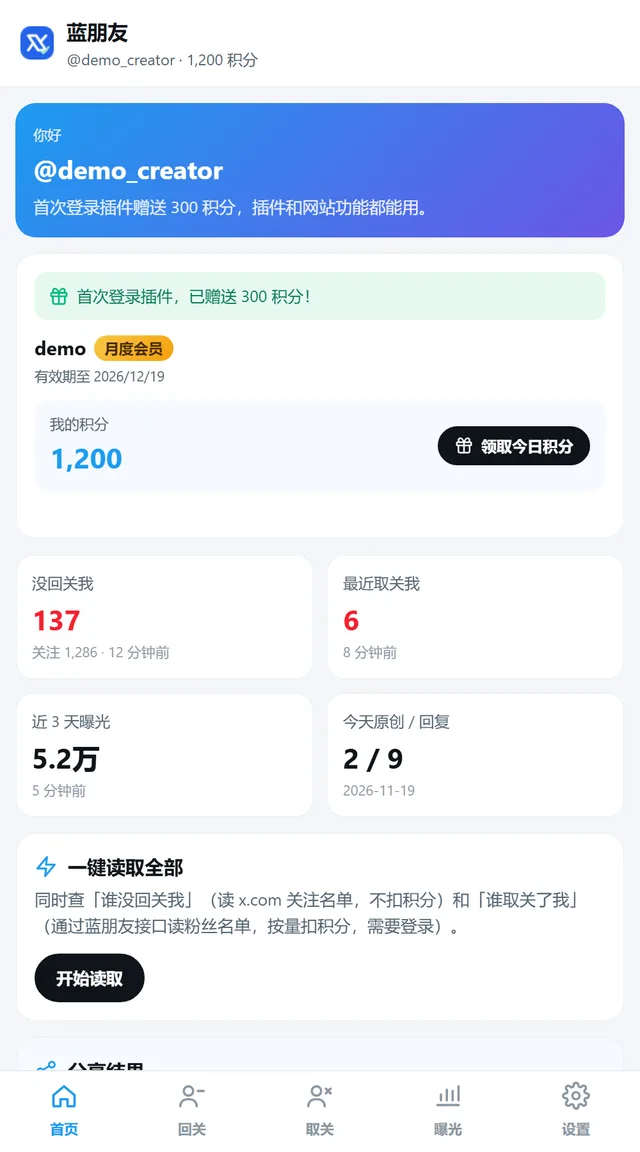 蓝朋友
@demo_creator · 1,200 积分
你好
@demo_creator
首次登录插件赠送 300 积分，插件和网站功能都能用。
首次登录插件，已赠送 300 积分！
demo 月度会员
有效期至 2026/12/19
我的积分
1,200
领取今日积分
没回关我
137
关注 1,286 · 12 分钟前
最近取关我
6
8 分钟前
近 3 天曝光
5.2万
5 分钟前
今天原创 / 回复
2 / 9
2026-11-19
一键读取全部
同时查「谁没回关我」（读 x.com 关注名单，不扣积分）和「谁取关了我」
（通过蓝朋友接口读粉丝名单，按量扣积分，需要登录）。
开始读取
分享结果
首页
回关
取关
曝光
设置